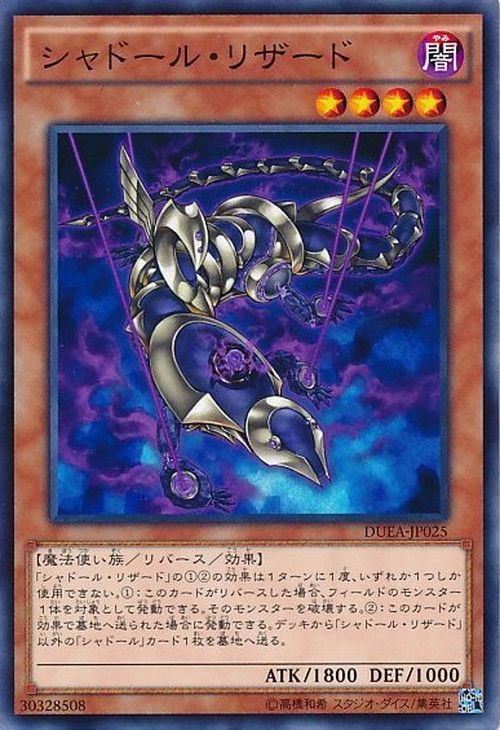 シャドール・リザード
闇
やみ
DUEA-JP025
【魔法使い族／リバース／効果】
「シャドール・リザード」の①②の効果は1ターンに1度、いずれか1つしか
使用できない。①：このカードがリバースした場合、フィールドのモンスター
1体を対象として発動できる。そのモンスターを破壊する。②：このカードが
効果で墓地へ送られた場合に発動できる。デッキから「シャドール・リザード」
以外の「シャドール」カード1枚を墓地へ送る。
ATK/1800 DEF/1000
30328508
©高橋和希 スタジオ・ダイス/集英社